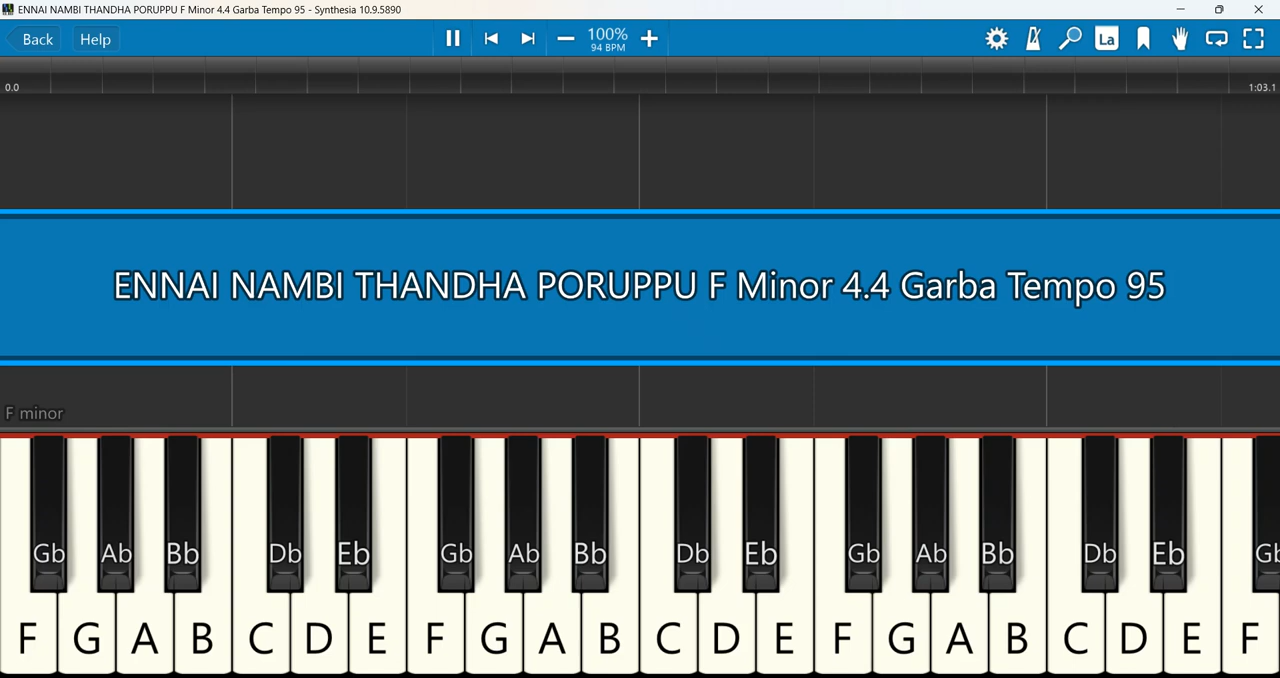 ENNAI NAMBI THANDHA PORUPPU F Minor 4.4 Garba Tempo 95 - Synthesia 10.9.5890
Back Help 100% La
94 BPM
0.0 1:03.1
ENNAI NAMBI THANDHA PORUPPU F Minor 4.4 Garba Tempo 95
F minor
Gb Ab Bb Db Eb Gb Ab Bb Db Eb Gb Ab Bb Db Eb Gb
F G A B C D E F G A B C D E F G A B C D E F